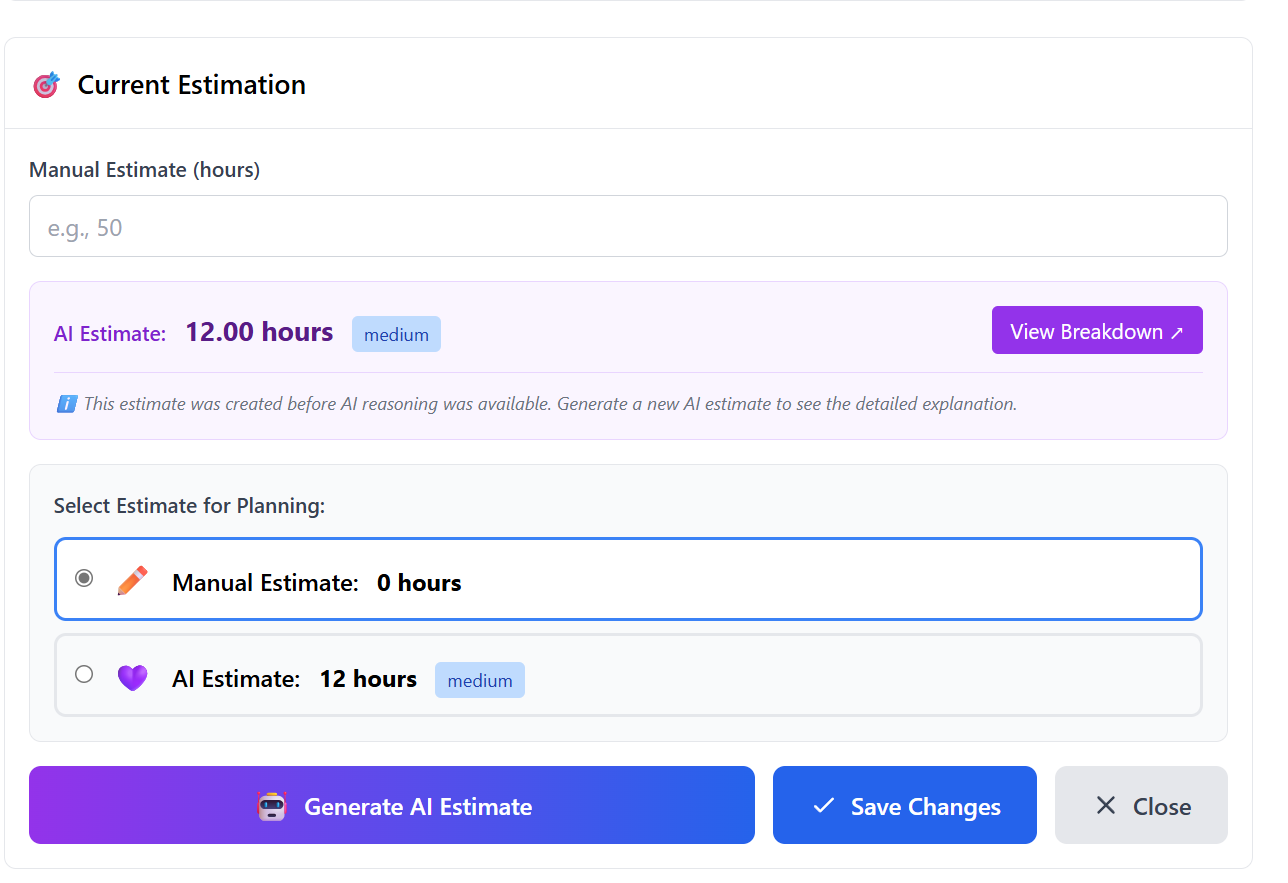 Current Estimation
Manual Estimate (hours)
e.g., 50
AI Estimate: 12.00 hours medium View Breakdown ↗
This estimate was created before AI reasoning was available. Generate a new AI estimate to see the detailed explanation.
Select Estimate for Planning:
Manual Estimate: 0 hours
AI Estimate: 12 hours medium
Generate AI Estimate ✓ Save Changes ✕ Close